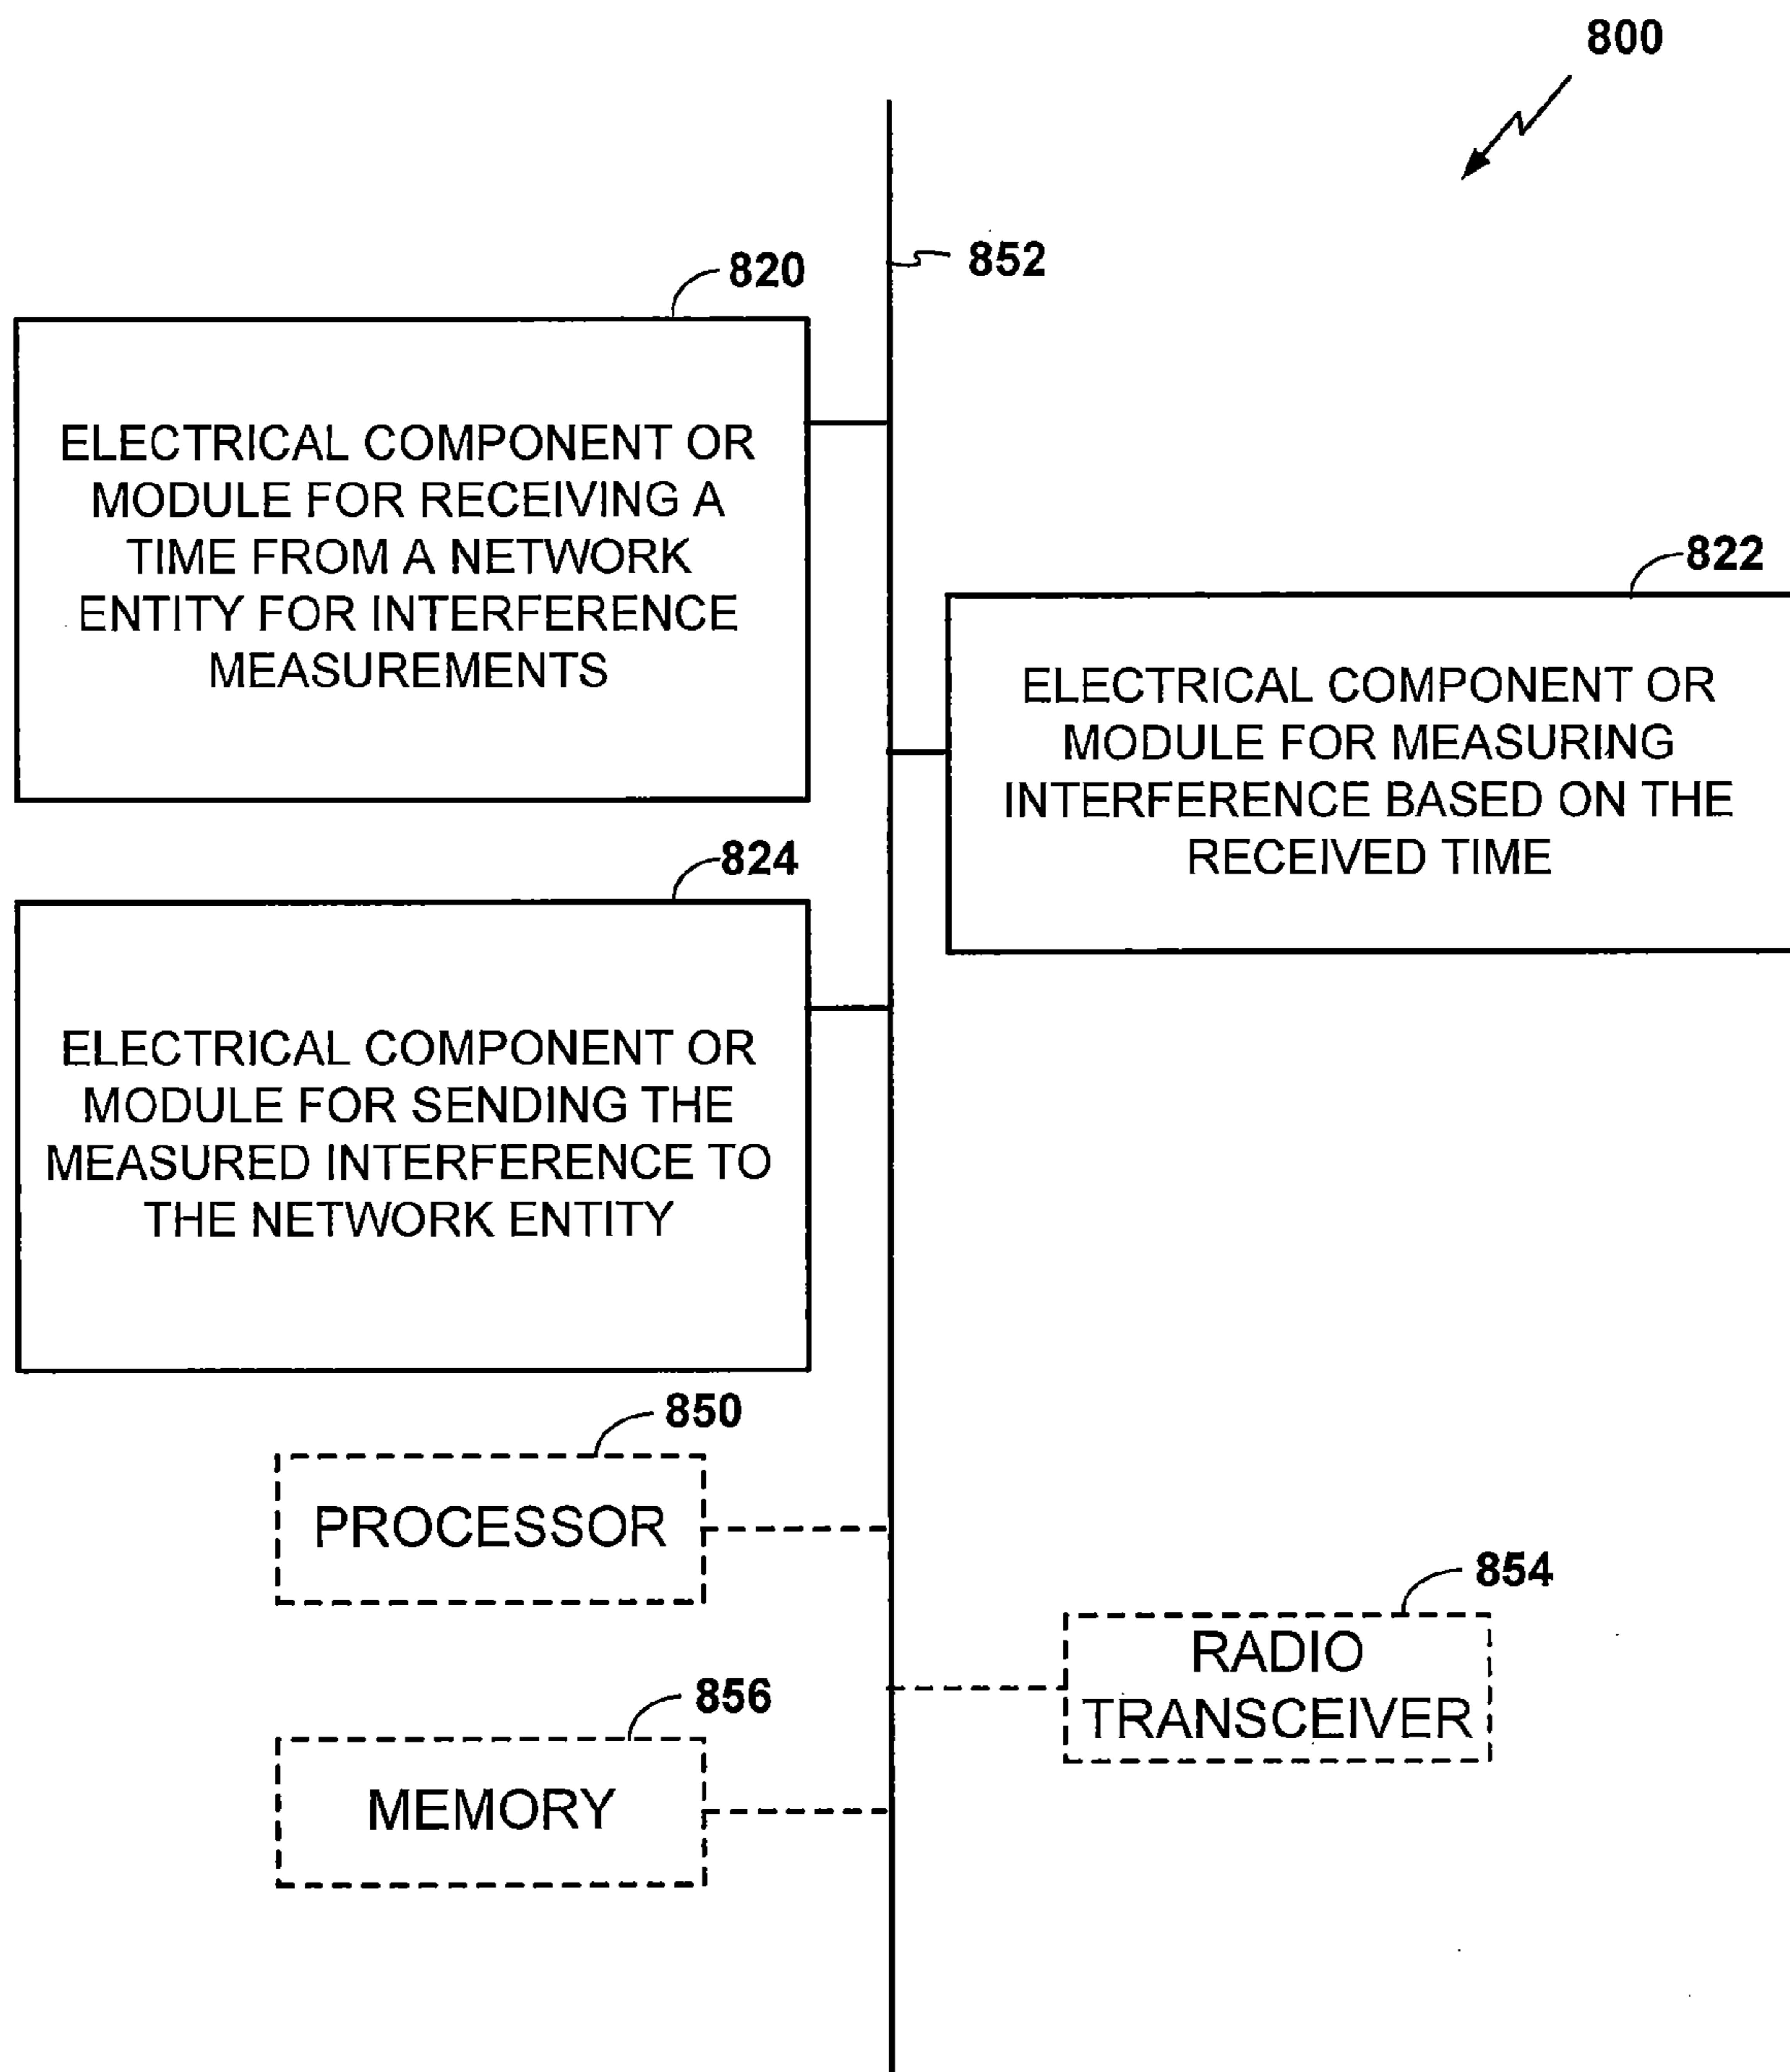 800
852
820
ELECTRICAL COMPONENT OR
MODULE FOR RECEIVING A
TIME FROM A NETWORK
ENTITY FOR INTERFERENCE
MEASUREMENTS
822
ELECTRICAL COMPONENT OR
MODULE FOR MEASURING
INTERFERENCE BASED ON THE
RECEIVED TIME
824
ELECTRICAL COMPONENT OR
MODULE FOR SENDING THE
MEASURED INTERFERENCE TO
THE NETWORK ENTITY
850
PROCESSOR
854
RADIO
TRANSCEIVER
856
MEMORY